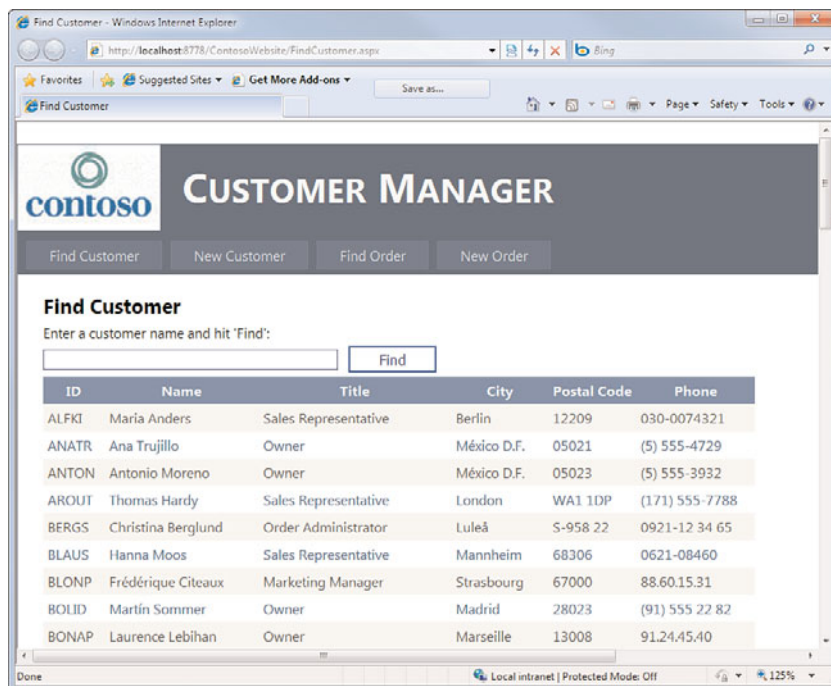 Find Customer - Windows Internet Explorer
http://localhost:8778/ContosoWebsite/FindCustomer.aspx
Bing
Favorites Suggested Sites Get More Add-ons
Save as...
Find Customer
Page Safety Tools
contoso
CUSTOMER MANAGER
Find Customer New Customer Find Order New Order
Find Customer
Enter a customer name and hit 'Find':
Find
ID Name Title City Postal Code Phone
ALFKI Maria Anders Sales Representative Berlin 12209 030-0074321
ANATR Ana Trujillo Owner México D.F. 05021 (5) 555-4729
ANTON Antonio Moreno Owner México D.F. 05023 (5) 555-3932
AROUT Thomas Hardy Sales Representative London WA1 1DP (171) 555-7788
BERGS Christina Berglund Order Administrator Luleå S-958 22 0921-12 34 65
BLAUS Hanna Moos Sales Representative Mannheim 68306 0621-08460
BLONP Frédérique Citeaux Marketing Manager Strasbourg 67000 88.60.15.31
BOLID Martín Sommer Owner Madrid 28023 (91) 555 22 82
BONAP Laurence Lebihan Owner Marseille 13008 91.24.45.40
Done
Local intranet | Protected Mode: Off
125%